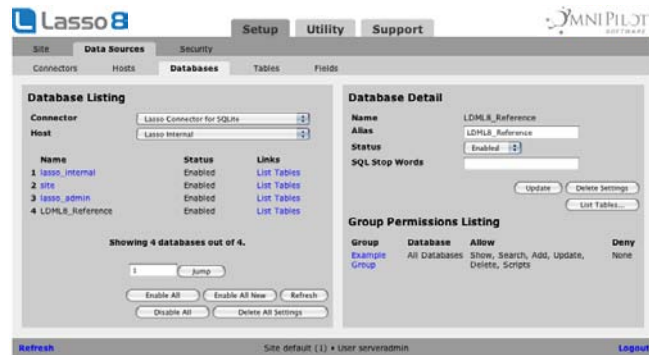 Lasso 8
OMNIPILOT
SOFTWARE
Setup Utility Support
Site Data Sources Security
Connectors Hosts Databases Tables Fields
Database Listing
Connector Lasso Connector for SQLite
Host Lasso Internal
Name Status Links
1 lasso_internal Enabled List Tables
2 site Enabled List Tables
3 lasso_admin Enabled List Tables
4 LDML8_Reference Enabled List Tables
Showing 4 databases out of 4.
1 Jump
Enable All Enable All New Refresh
Disable All Delete All Settings
Database Detail
Name LDML8_Reference
Alias LDML8_Reference
Status Enabled
SQL Stop Words
Update Delete Settings
List Tables...
Group Permissions Listing
Group Database Allow Deny
Example Group All Databases Show, Search, Add, Update, Delete, Scripts None
Refresh Site default (1) • User serveradmin Logout